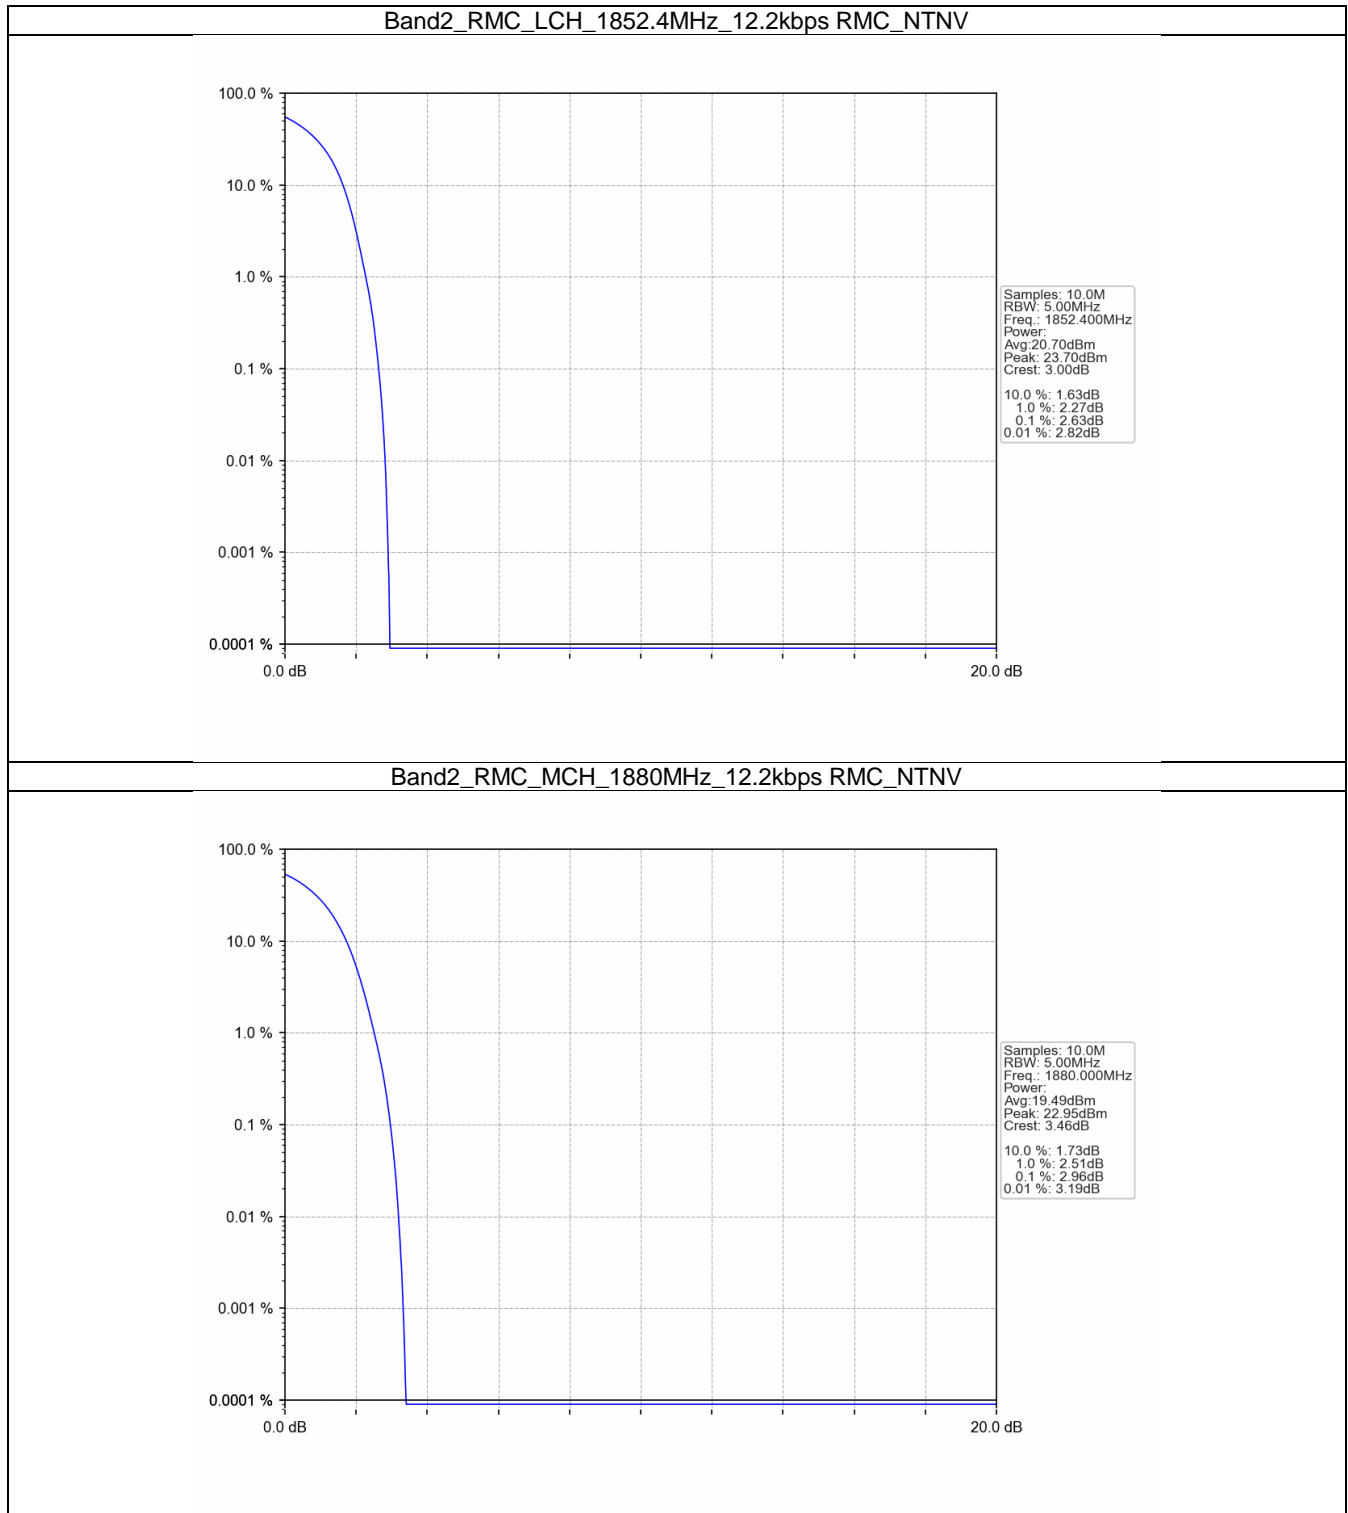 Band2_RMC_LCH_1852.4MHz_12.2kbps RMC_NTNV
100.0 %
10.0 %
1.0 %
0.1 %
0.01 %
0.001 %
0.0001 %
0.0 dB
20.0 dB
Samples: 10.0M
RBW: 5.00MHz
Freq.: 1852.400MHz
Power:
Avg:20.70dBm
Peak: 23.70dBm
Crest: 3.00dB
10.0 %: 1.63dB
1.0 %: 2.27dB
0.1 %: 2.63dB
0.01 %: 2.82dB
Band2_RMC_MCH_1880MHz_12.2kbps RMC_NTNV
100.0 %
10.0 %
1.0 %
0.1 %
0.01 %
0.001 %
0.0001 %
0.0 dB
20.0 dB
Samples: 10.0M
RBW: 5.00MHz
Freq.: 1880.000MHz
Power:
Avg:19.49dBm
Peak: 22.95dBm
Crest: 3.46dB
10.0 %: 1.73dB
1.0 %: 2.51dB
0.1 %: 2.96dB
0.01 %: 3.19dB